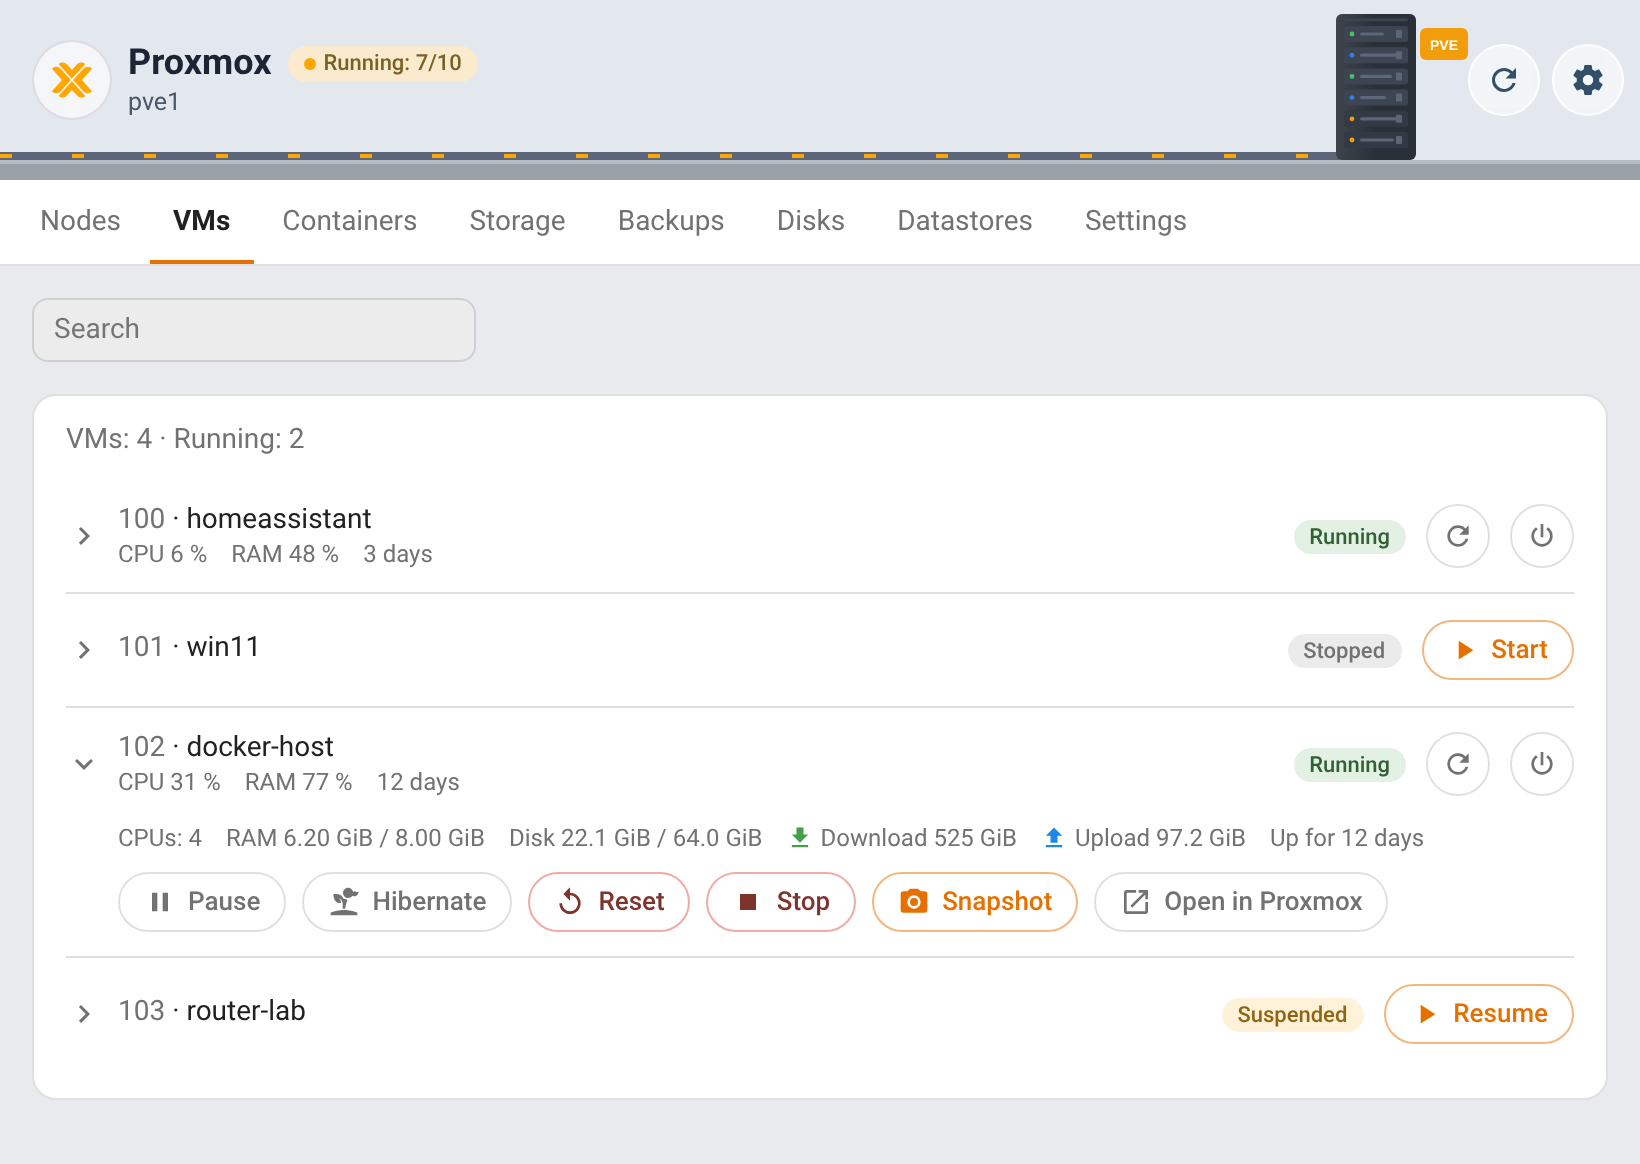 Proxmox
Running: 7/10
pve1
PVE
Nodes VMs Containers Storage Backups Disks Datastores Settings
Search
VMs: 4 · Running: 2
100 · homeassistant
CPU 6 % RAM 48 % 3 days
Running
101 · win11
Stopped
Start
102 · docker-host
CPU 31 % RAM 77 % 12 days
Running
CPUs: 4 RAM 6.20 GiB / 8.00 GiB Disk 22.1 GiB / 64.0 GiB Download 525 GiB Upload 97.2 GiB Up for 12 days
Pause Hibernate Reset Stop Snapshot Open in Proxmox
103 · router-lab
Suspended
Resume